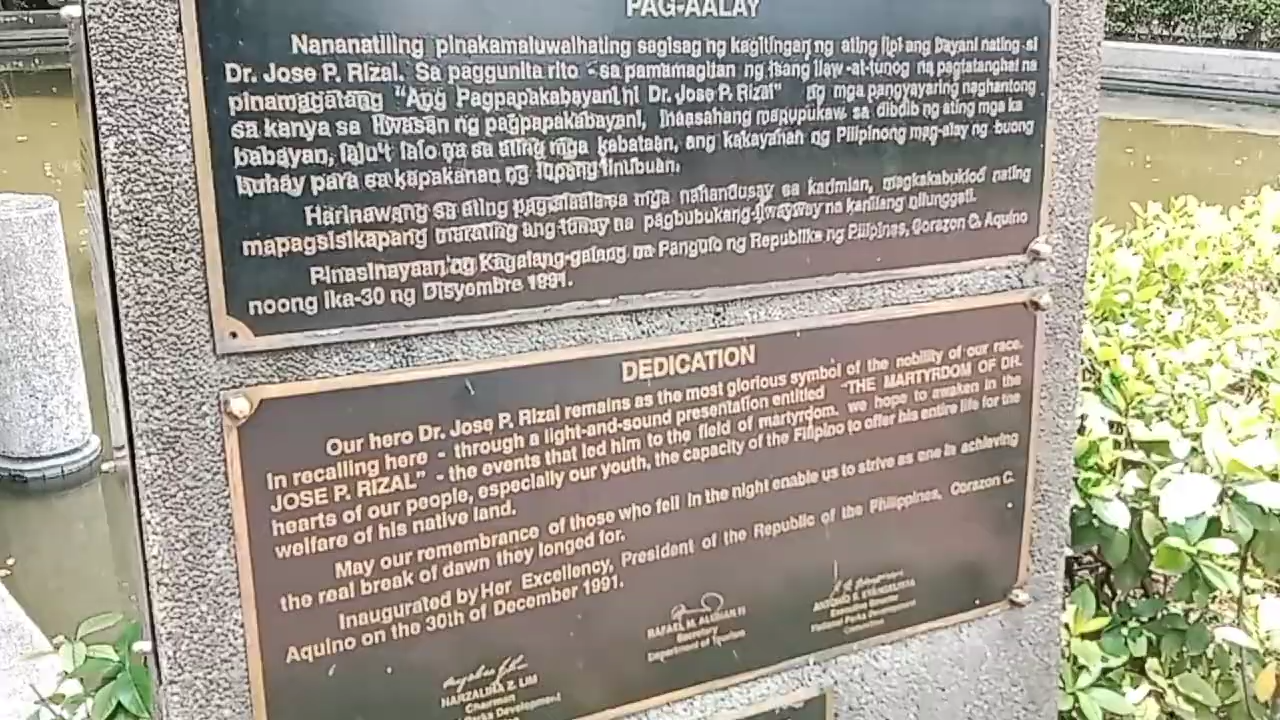 PAG-AALAY
Nananatiling pinakamaluwalhating sagisag ng kagitingan ng ating lipi ang bayani nating si
Dr. Jose P. Rizal. Sa paggunita rito - sa pamamagitan ng isang ilaw-at-tunog na pagtatanghal na
pinamagatang "Ang Pagpapakabayani ni Dr. Jose P. Rizal" ng mga pangyayaring naghantong
sa kanya sa liwasan ng pagpapakabayani, inaasahang mapupukaw sa dibdib ng ating mga ka
babayan, lalu't lalo na sa ating mga kabataan, ang kakayahan ng Pilipinong mag-alay ng buong
buhay para sa kapakanan ng lupang tinubuan.
Harinawang sa ating pagaalaala sa mga nahandusay sa karimlan, magkakabuklod nating
mapagsisikapang marating ang tunay na pagbubukang-liwayway na kanilang nilunggati.
Pinasinayaan ng Kagalang-galang na Pangulo ng Republika ng Pilipinas, Corazon C. Aquino
noong ika-30 ng Disyembre 1991.
DEDICATION
Our hero Dr. Jose P. Rizal remains as the most glorious symbol of the nobility of our race.
In recalling here - through a light-and-sound presentation entitled "THE MARTYRDOM OF DR.
JOSE P. RIZAL" - the events that led him to the field of martyrdom. we hope to awaken in the
hearts of our people, especially our youth, the capacity of the Filipino to offer his entire life for the
welfare of his native land.
May our remembrance of those who fell in the night enable us to strive as one in achieving
the real break of dawn they longed for.
Inaugurated by Her Excellency, President of the Republic of the Philippines, Corazon C.
Aquino on the 30th of December 1991.
RAFAEL M. ALUNAN III
Secretary
Department of Tourism
Executive Director
National Parks Development
Committee
NARZALINA Z. LIM
Chairman
Parks Development